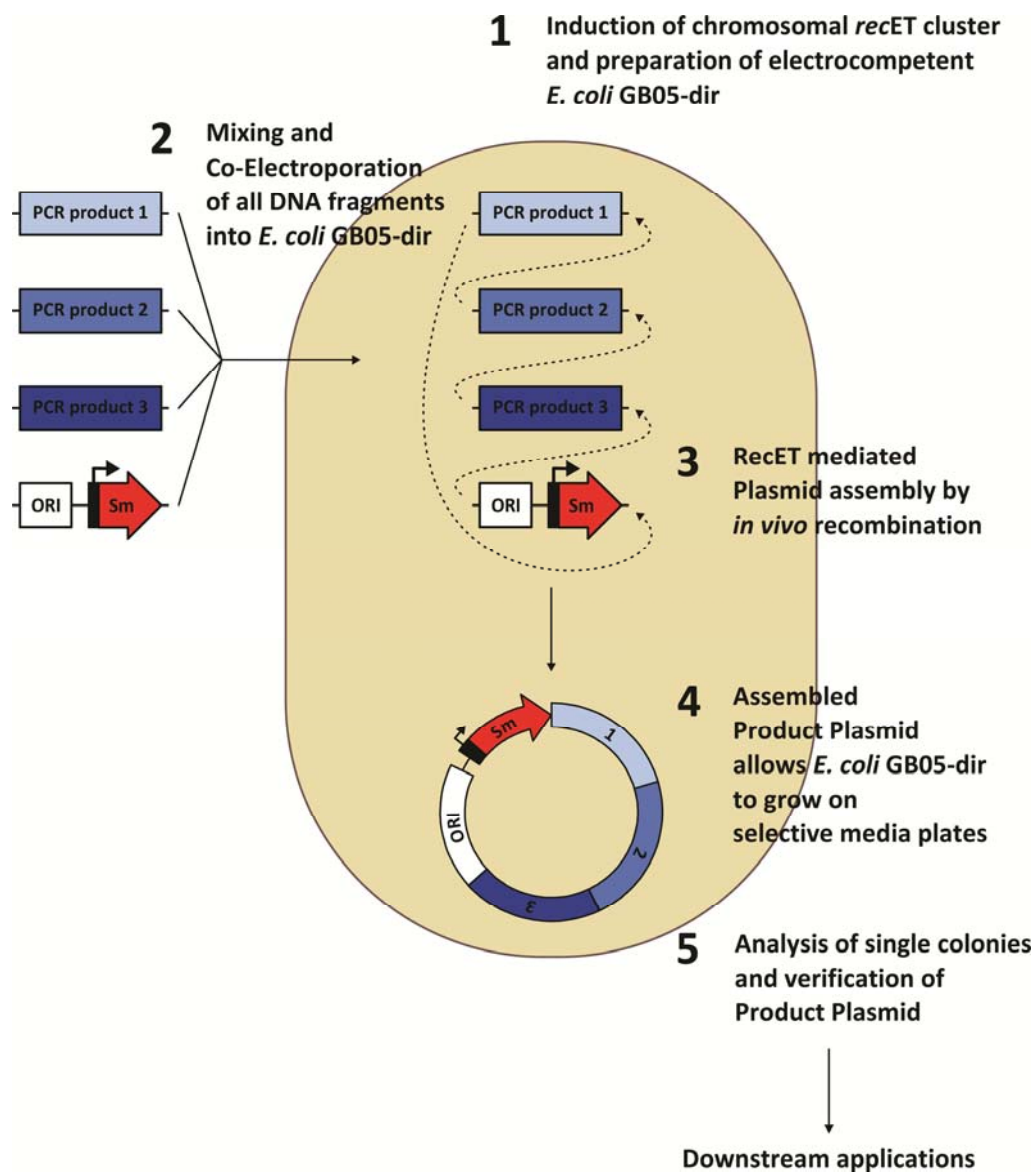 1 Induction of chromosomal recET cluster
and preparation of electrocompetent
E. coli GB05-dir
2 Mixing and
Co-Electroporation
of all DNA fragments
into E. coli GB05-dir
PCR product 1
PCR product 2
PCR product 3
ORI Sm
PCR product 1
PCR product 2
PCR product 3
ORI Sm
3 RecET mediated
Plasmid assembly by
in vivo recombination
4 Assembled
Product Plasmid
allows E. coli GB05-dir
to grow on
selective media plates
Sm
1
2
3
ORI
5 Analysis of single colonies
and verification of
Product Plasmid
Downstream applications